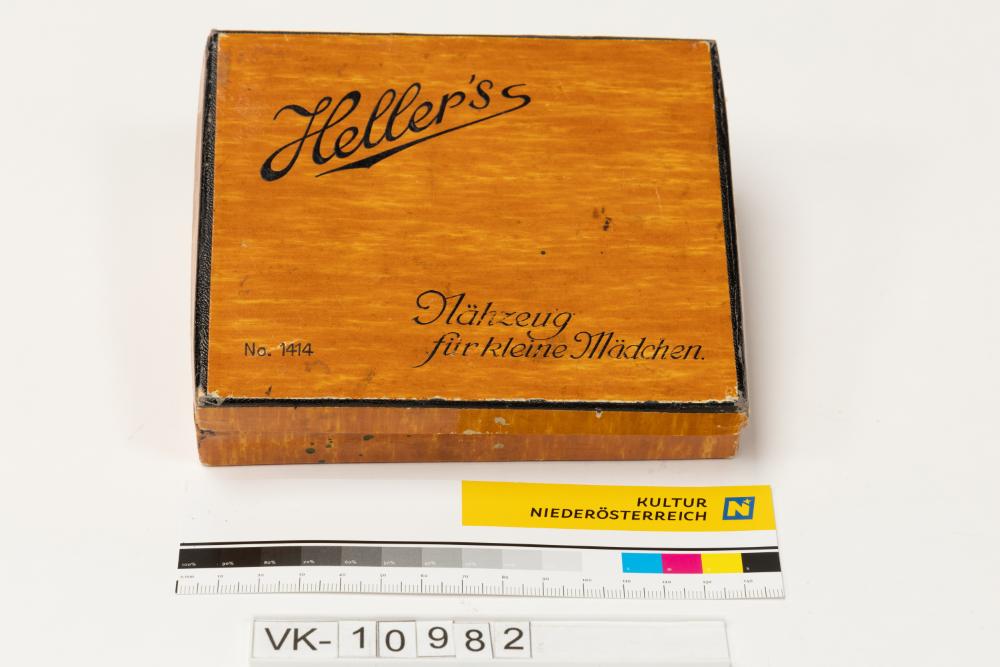 Heller's
Nähzeug
für kleine Mädchen.
No. 1414
KULTUR
NIEDERÖSTERREICH
N
VK-10982